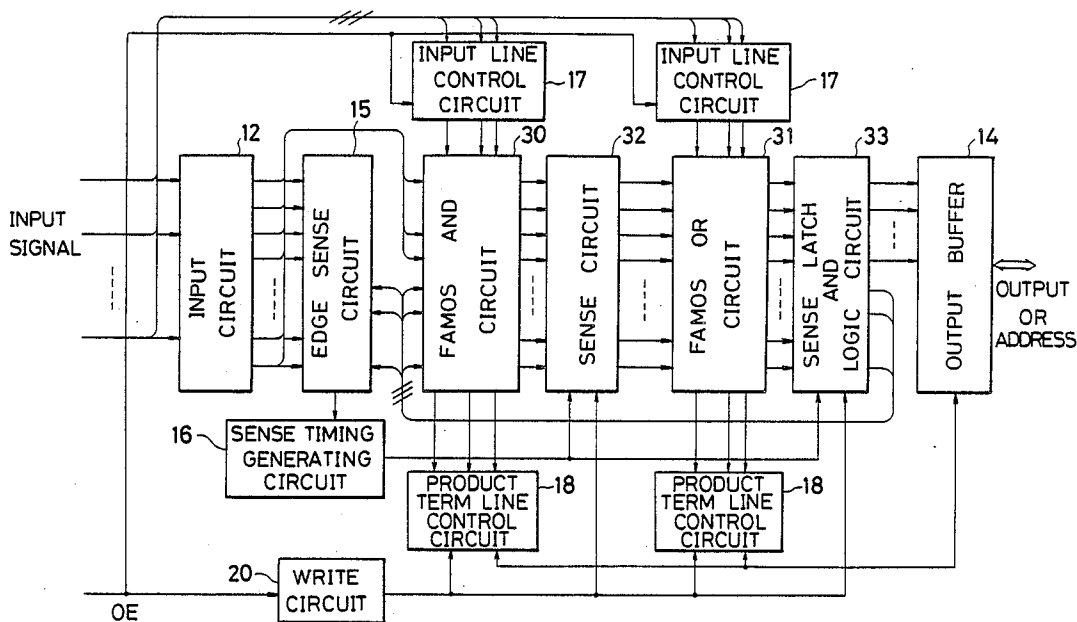 INPUT LINE
CONTROL
CIRCUIT
17
INPUT LINE
CONTROL
CIRCUIT
17
12
15
30
32
31
33
14
INPUT
SIGNAL
INPUT
CIRCUIT
EDGE SENSE
CIRCUIT
FAMOS AND
CIRCUIT
SENSE CIRCUIT
FAMOS OR
CIRCUIT
SENSE LATCH
AND
LOGIC CIRCUIT
OUTPUT BUFFER
OUTPUT
OR
ADDRESS
16
SENSE TIMING
GENERATING
CIRCUIT
PRODUCT
TERM LINE
CONTROL
CIRCUIT
18
PRODUCT
TERM LINE
CONTROL
CIRCUIT
18
20
WRITE
CIRCUIT
OE